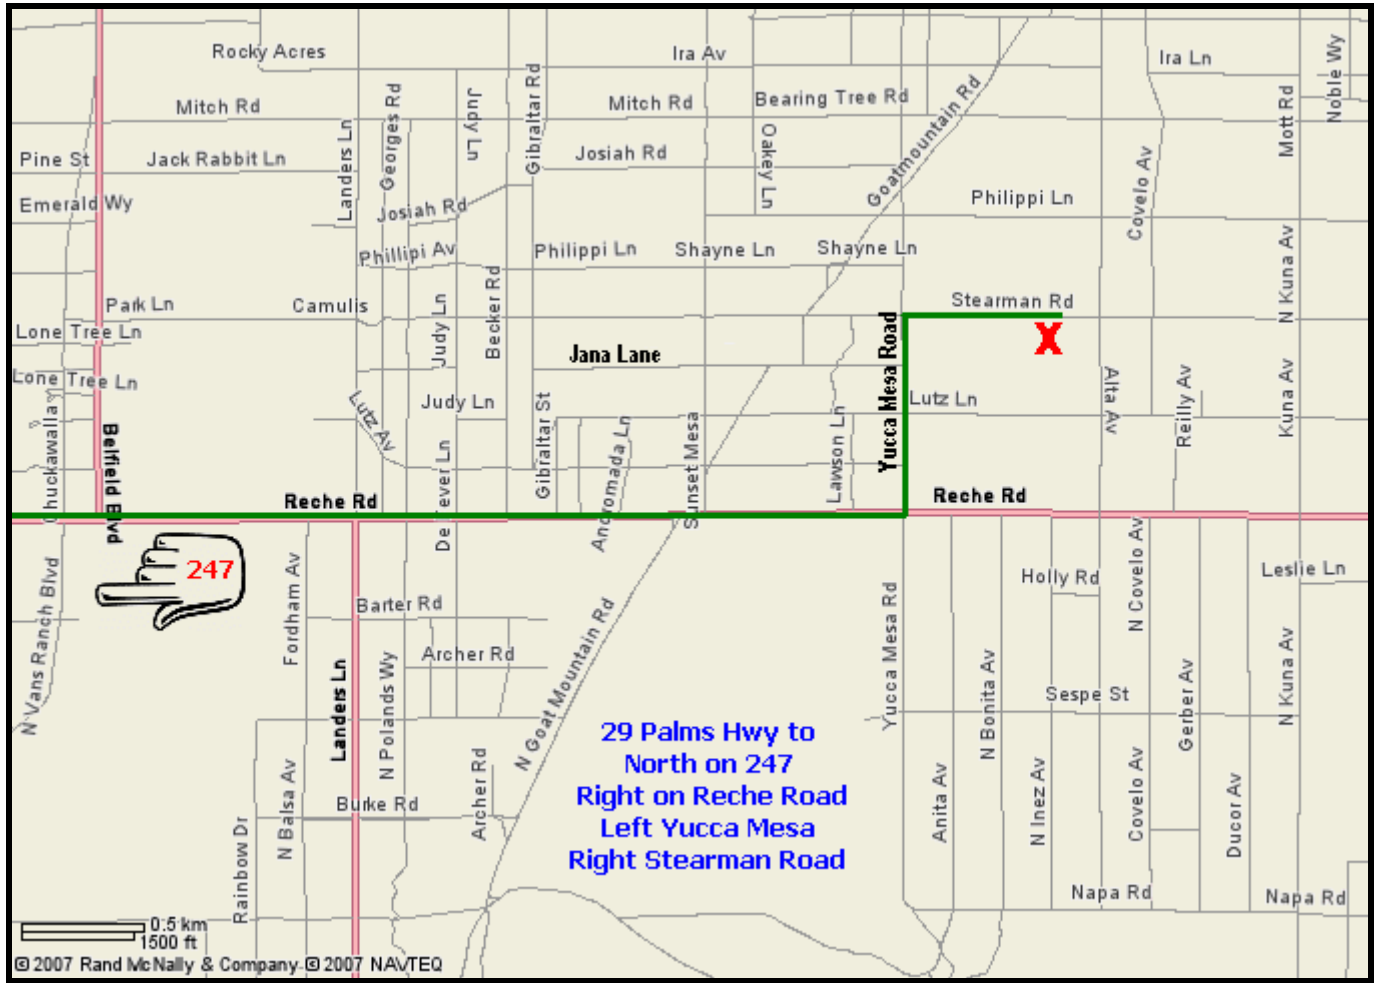 Rocky Acres
Ira Av
Ira Ln
Noble Wy
Mitch Rd
Georges Rd
Judy Ln
Gibraltar Rd
Mitch Rd
Bearing Tree Rd
Goatmountain Rd
Mott Rd
Landers Ln
Oakey Ln
Pine St
Jack Rabbit Ln
Josiah Rd
Covelo Av
Emerald Wy
Josiah Rd
Philippi Ln
Phillipi Av
Philippi Ln
Shayne Ln
Shayne Ln
N Kuna Av
Park Ln
Camulis
Judy Ln
Becker Rd
Stearman Rd
Lone Tree Ln
Jana Lane
Yucca Mesa Road
X
Lone Tree Ln
Lutz Av
Judy Ln
Lutz Ln
Alta Av
Reilly Av
Kuna Av
Chuckawalla
Belfield Blvd
Gibraltar St
Andromada Ln
Sunset Mesa
Lawson Ln
Reche Rd
Reche Rd
247
N Vans Ranch Blvd
Fordham Av
Barter Rd
Holly Rd
N Covelo Av
Leslie Ln
Archer Rd
N Goat Mountain Rd
Yucca Mesa Rd
Landers Ln
N Polands Wy
N Bonita Av
Sespe St
Gerber Av
N Kuna Av
29 Palms Hwy to
North on 247
Right on Reche Road
Left Yucca Mesa
Right Stearman Road
N Balsa Av
Burke Rd
Archer Rd
Anita Av
N Inez Av
Covelo Av
Ducor Av
Rainbow Dr
Napa Rd
Napa Rd
0.5 km
1500 ft
© 2007 Rand McNally & Company © 2007 NAVTEQ